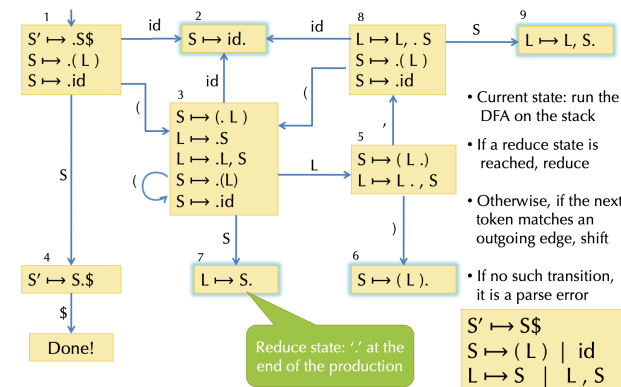 1
S' ↦ .S$
S ↦ .( L )
S ↦ .id
id
2
S ↦ id.
id
8
L ↦ L, . S
S ↦ .( L )
S ↦ .id
S
9
L ↦ L, S.
(
id
(
3
S ↦ (. L )
L ↦ .S
L ↦ .L, S
S ↦ .(L)
S ↦ .id
(
L
,
5
S ↦ ( L .)
L ↦ L . , S
S
S
)
4
S' ↦ S.$
7
L ↦ S.
6
S ↦ ( L ).
$
Done!
Reduce state: ‘.’ at the
end of the production
• Current state: run the
DFA on the stack
• If a reduce state is
reached, reduce
• Otherwise, if the next
token matches an
outgoing edge, shift
• If no such transition,
it is a parse error
S' ↦ S$
S ↦ ( L ) | id
L ↦ S | L , S